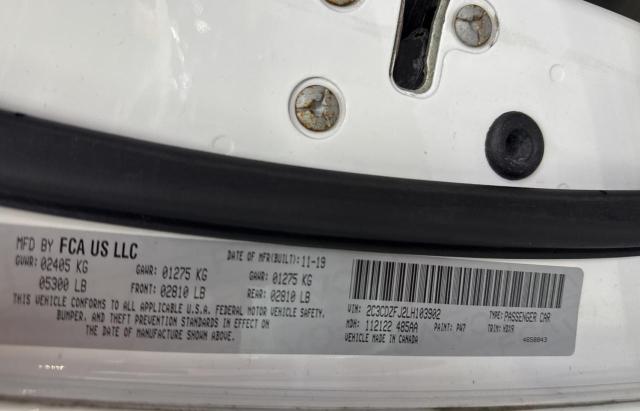 MFD BY FCA US LLC
DATE OF MFR(BUILT): 11-19
GVWR: 02405 KG
05300 LB
GAWR: 01275 KG
FRONT: 02810 LB
GAWR: 01275 KG
REAR: 02810 LB
THIS VEHICLE CONFORMS TO ALL APPLICABLE U.S.A. FEDERAL MOTOR VEHICLE SAFETY,
BUMPER, AND THEFT PREVENTION STANDARDS IN EFFECT ON
THE DATE OF MANUFACTURE SHOWN ABOVE.
VIN: 2C3CDZFJ2LH103902
TYPE: PASSENGER CAR
MDH: 112122 485AA
PAINT: PW7
TRIM: HDX9
VEHICLE MADE IN CANADA
4658843